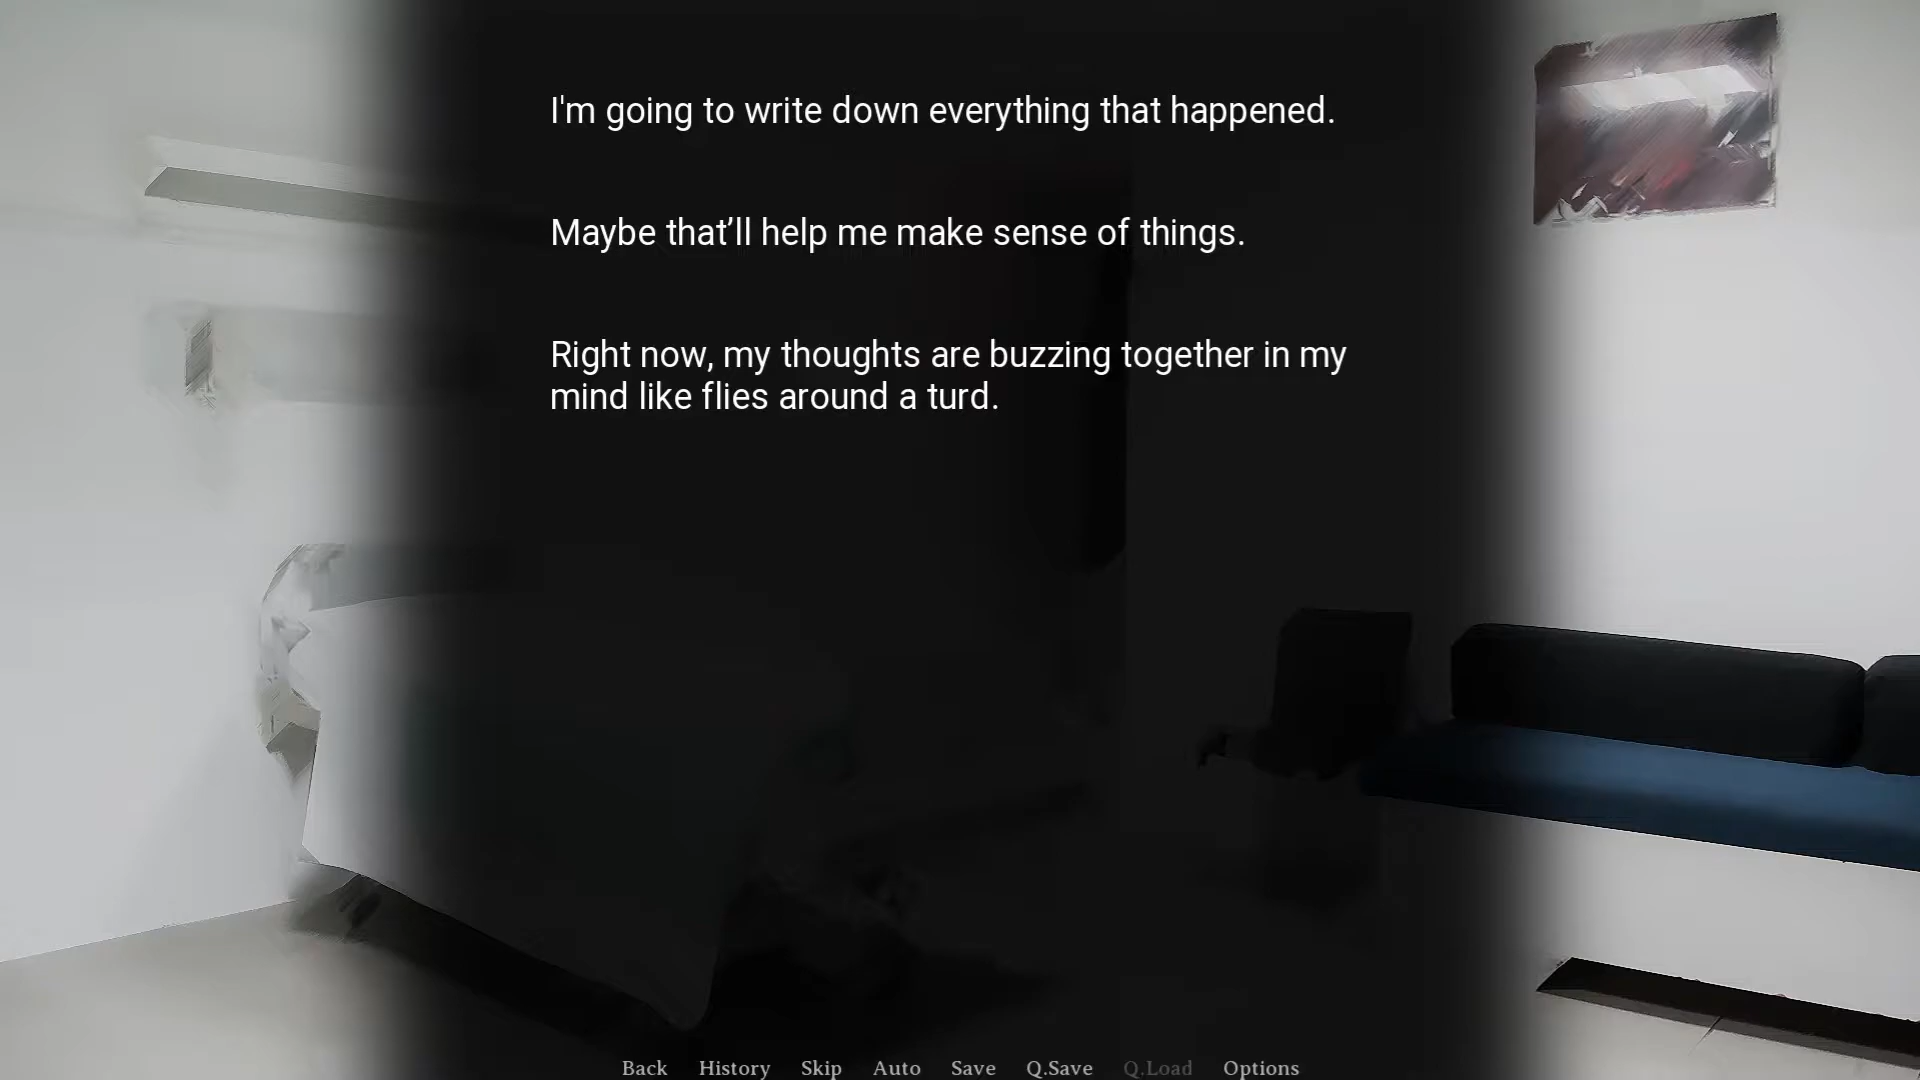 I'm going to write down everything that happened.
Maybe that’ll help me make sense of things.
Right now, my thoughts are buzzing together in my
mind like flies around a turd.
Back History Skip Auto Save Q.Save Q.Load Options